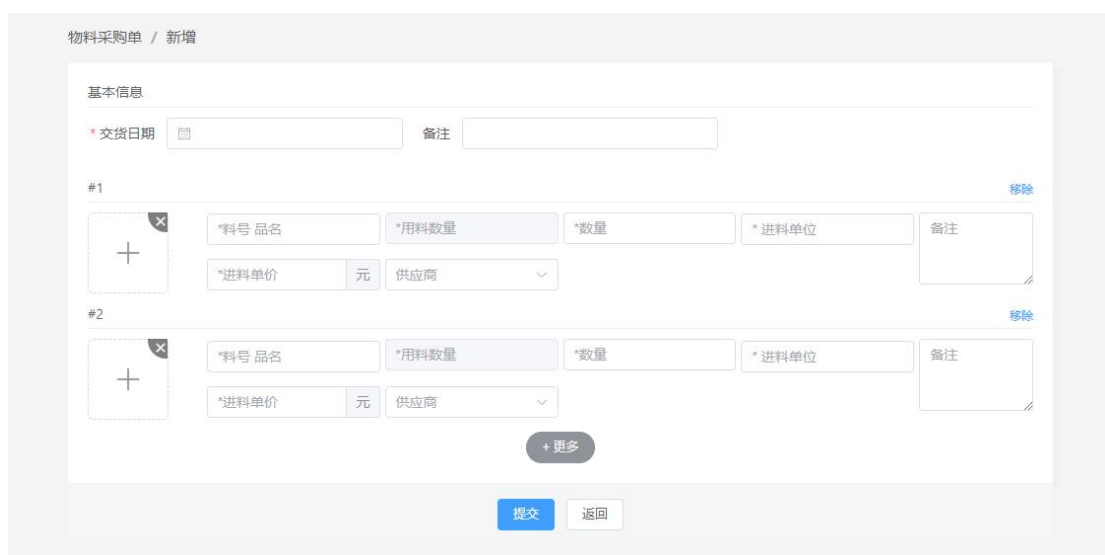 物料采购单 / 新增
基本信息
* 交货日期 备注
#1 移除
*料号 品名 *用料数量 *数量 * 进料单位 备注
*进料单价 元 供应商
#2 移除
*料号 品名 *用料数量 *数量 * 进料单位 备注
*进料单价 元 供应商
+ 更多
提交 返回